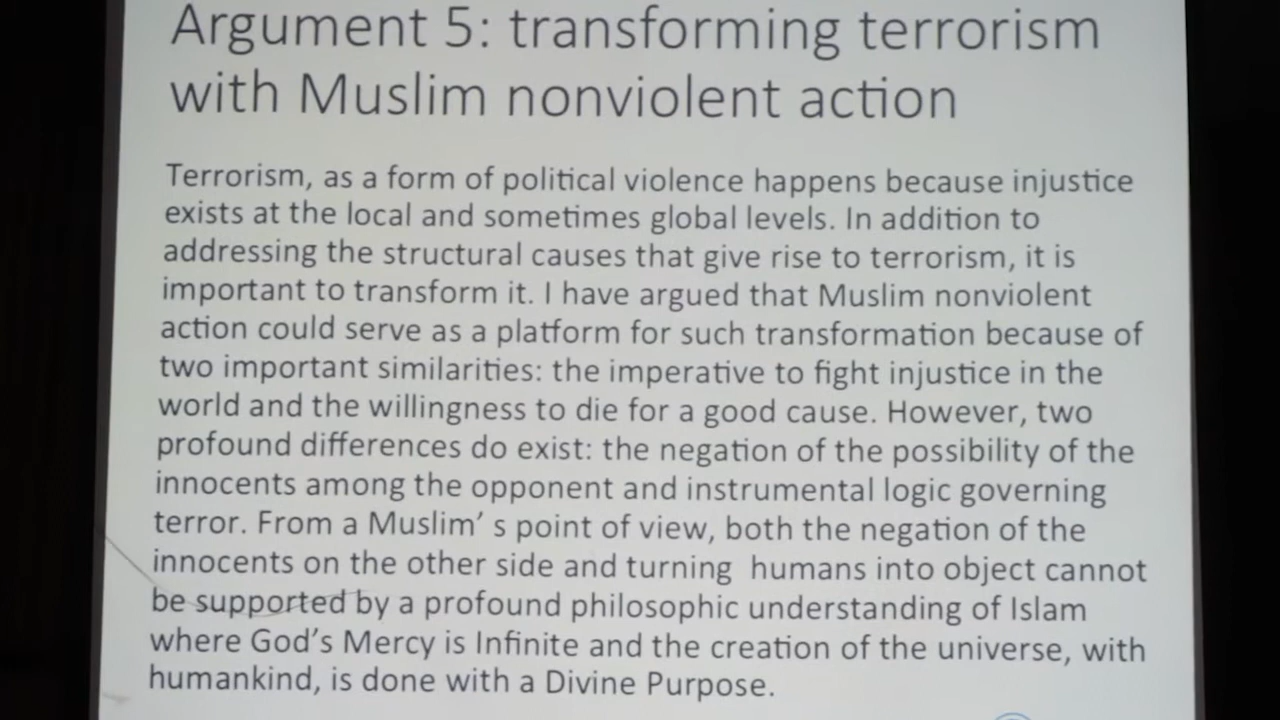 Argument 5: transforming terrorism
with Muslim nonviolent action
Terrorism, as a form of political violence happens because injustice
exists at the local and sometimes global levels. In addition to
addressing the structural causes that give rise to terrorism, it is
important to transform it. I have argued that Muslim nonviolent
action could serve as a platform for such transformation because of
two important similarities: the imperative to fight injustice in the
world and the willingness to die for a good cause. However, two
profound differences do exist: the negation of the possibility of the
innocents among the opponent and instrumental logic governing
terror. From a Muslim’ s point of view, both the negation of the
innocents on the other side and turning  humans into object cannot
be supported by a profound philosophic understanding of Islam
where God’s Mercy is Infinite and the creation of the universe, with
humankind, is done with a Divine Purpose.